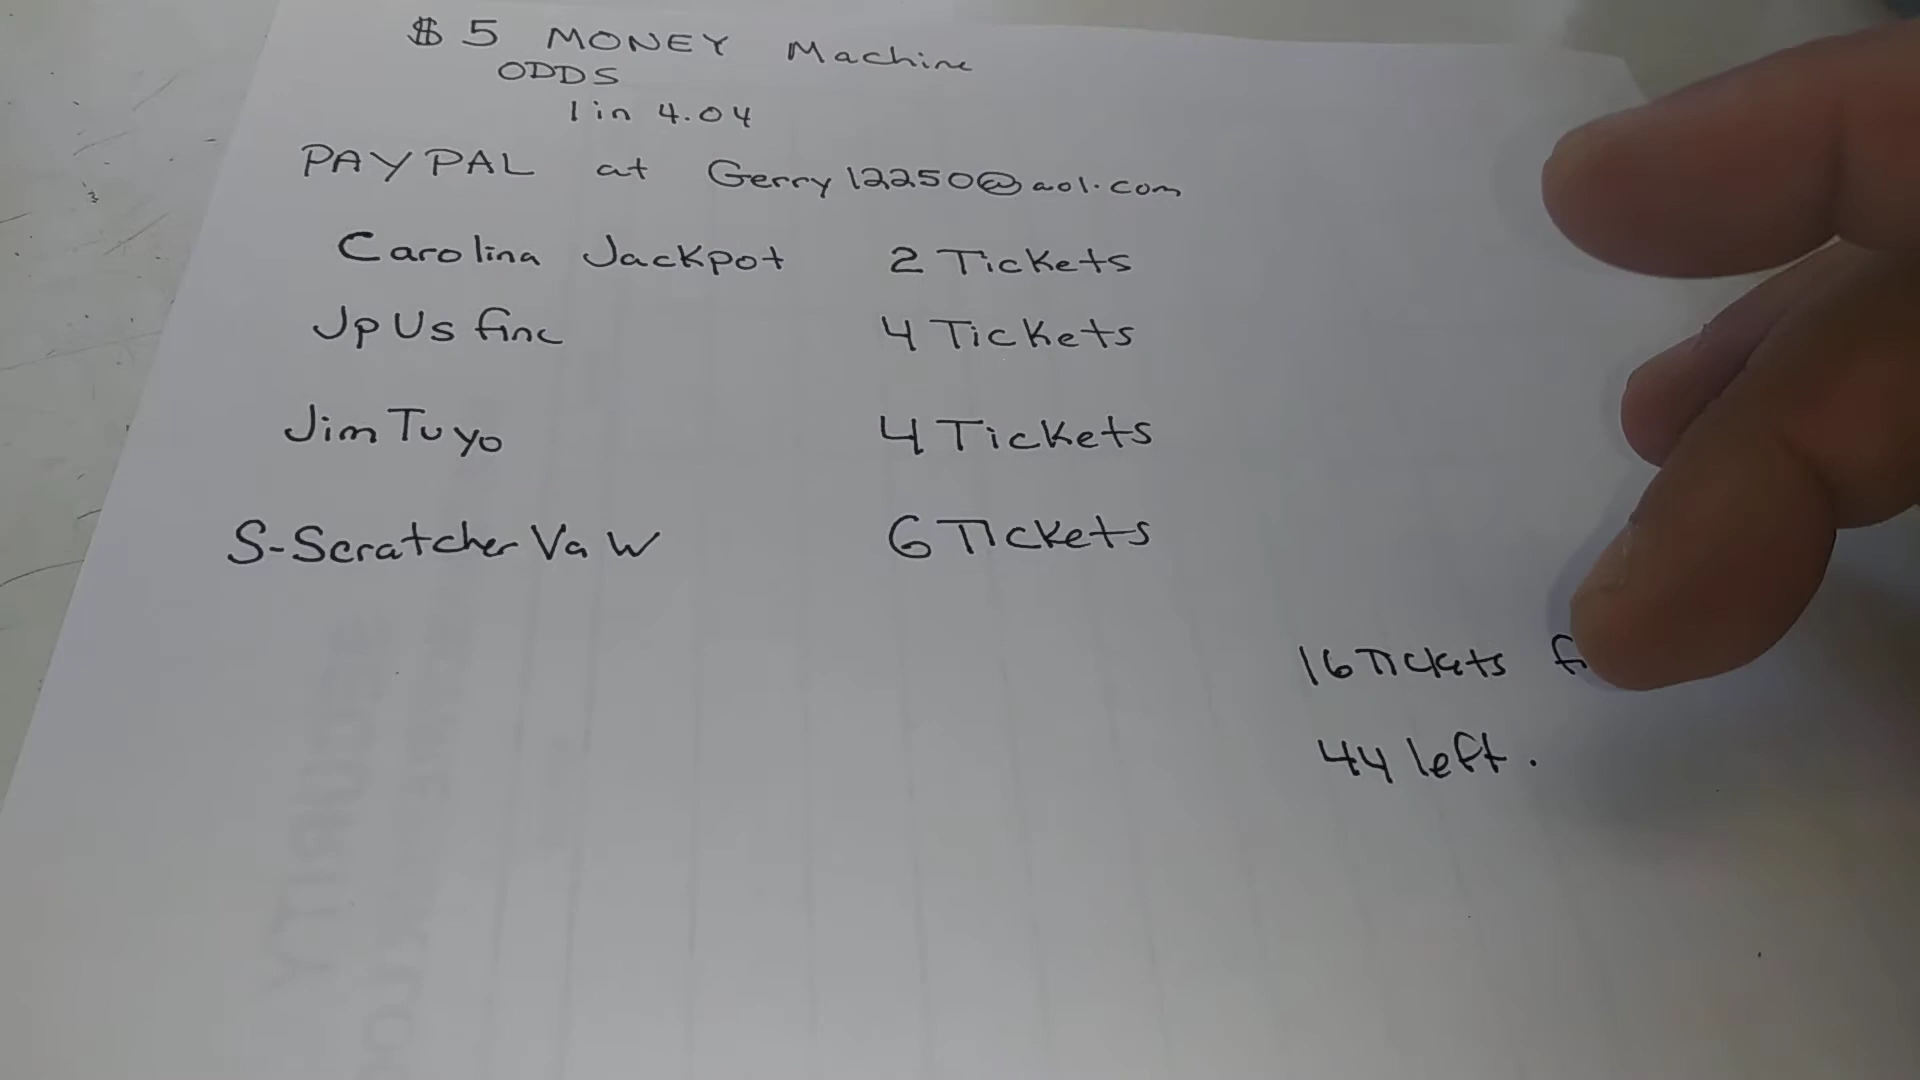 $5 MONEY Machine
ODDS
1 in 4.04
PAYPAL at Gerry12250@aol.com
Carolina Jackpot 2 Tickets
Jp Us finc 4 Tickets
Jim Tuyo 4 Tickets
S-Scratcher Va W 6 Tickets
16 Tickets
44 left.